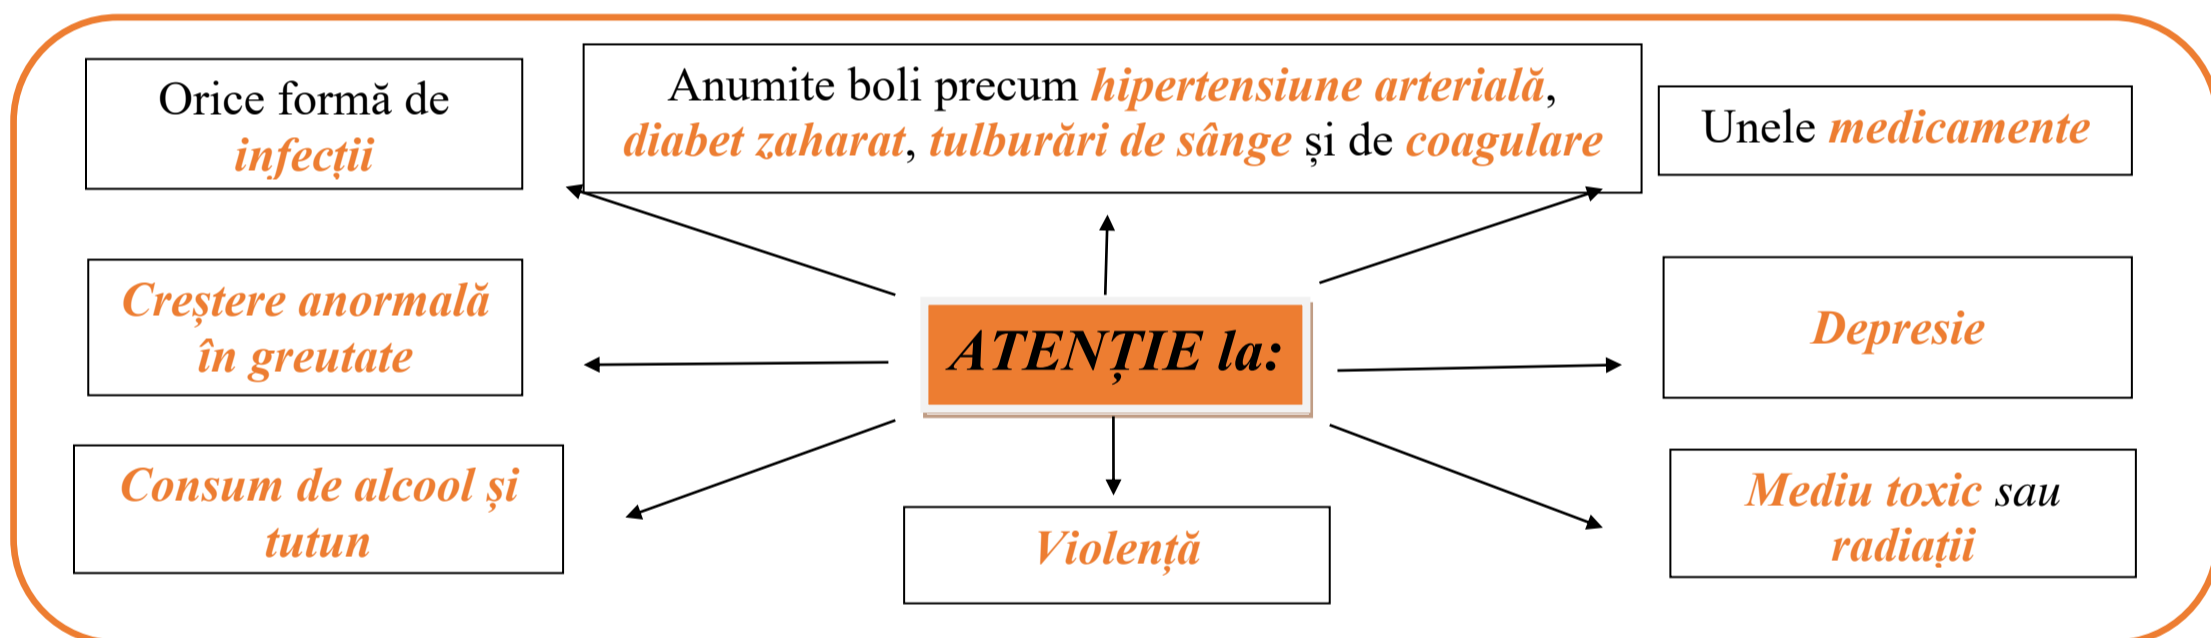 Orice formă de
infecții
Anumite boli precum hipertensiune arterială,
diabet zaharat, tulburări de sânge și de coagulare
Unele medicamente
Creștere anormală
în greutate
ATENȚIE la:
Depresie
Consum de alcool și
tutun
Violență
Mediu toxic sau
radiații